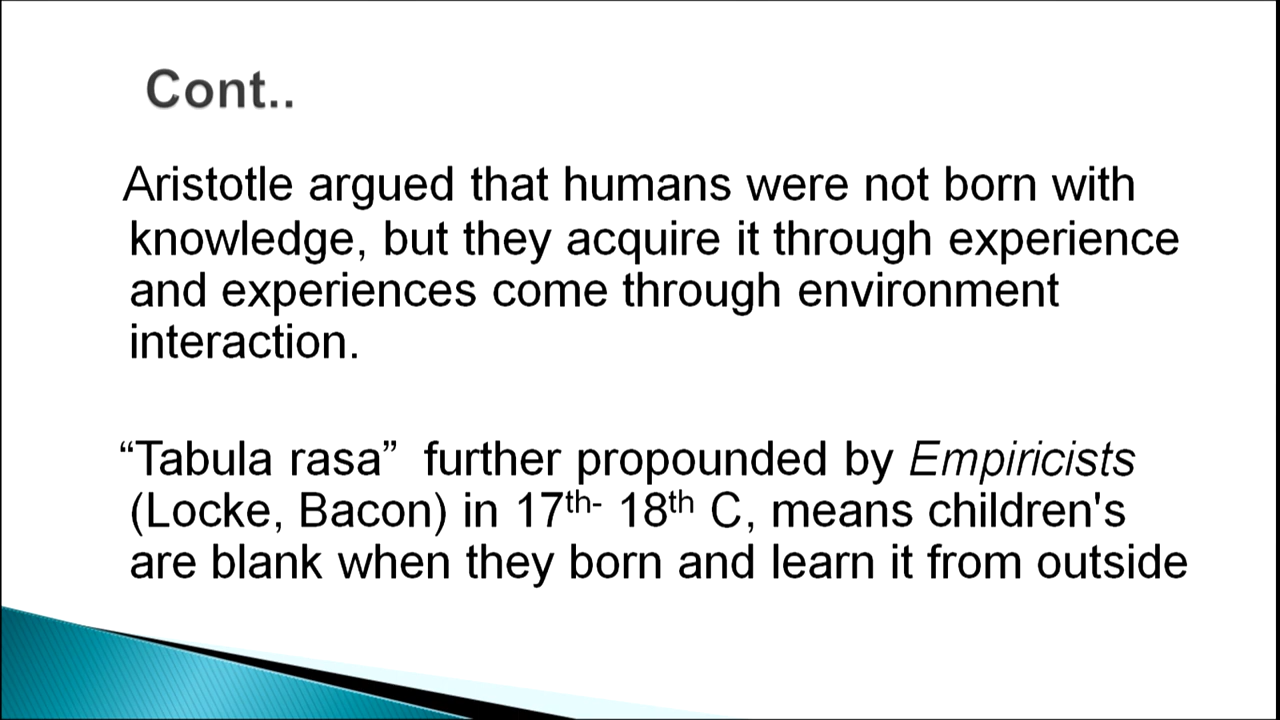 Cont..
Aristotle argued that humans were not born with
knowledge, but they acquire it through experience
and experiences come through environment
interaction.
“Tabula rasa”  further propounded by Empiricists
(Locke, Bacon) in 17th- 18th C, means children's
are blank when they born and learn it from outside